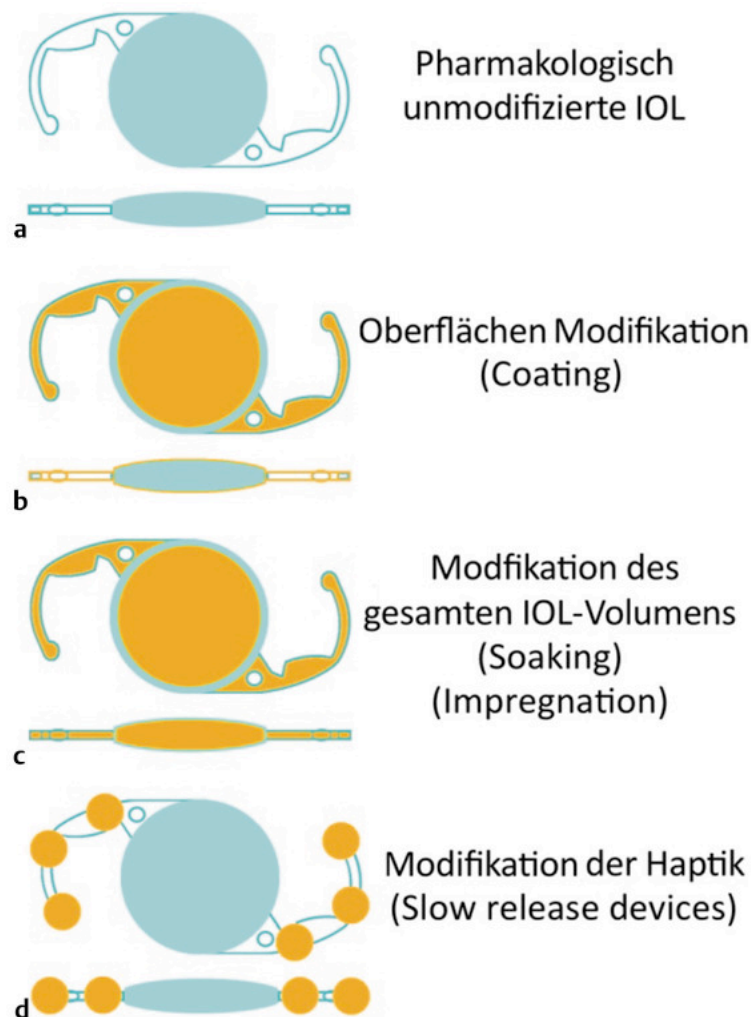 Pharmakologisch
unmodifizierte IOL
a
Oberflächen Modifikation
(Coating)
b
Modfikation des
gesamten IOL-Volumens
(Soaking)
(Impregnation)
c
Modifikation der Haptik
(Slow release devices)
d